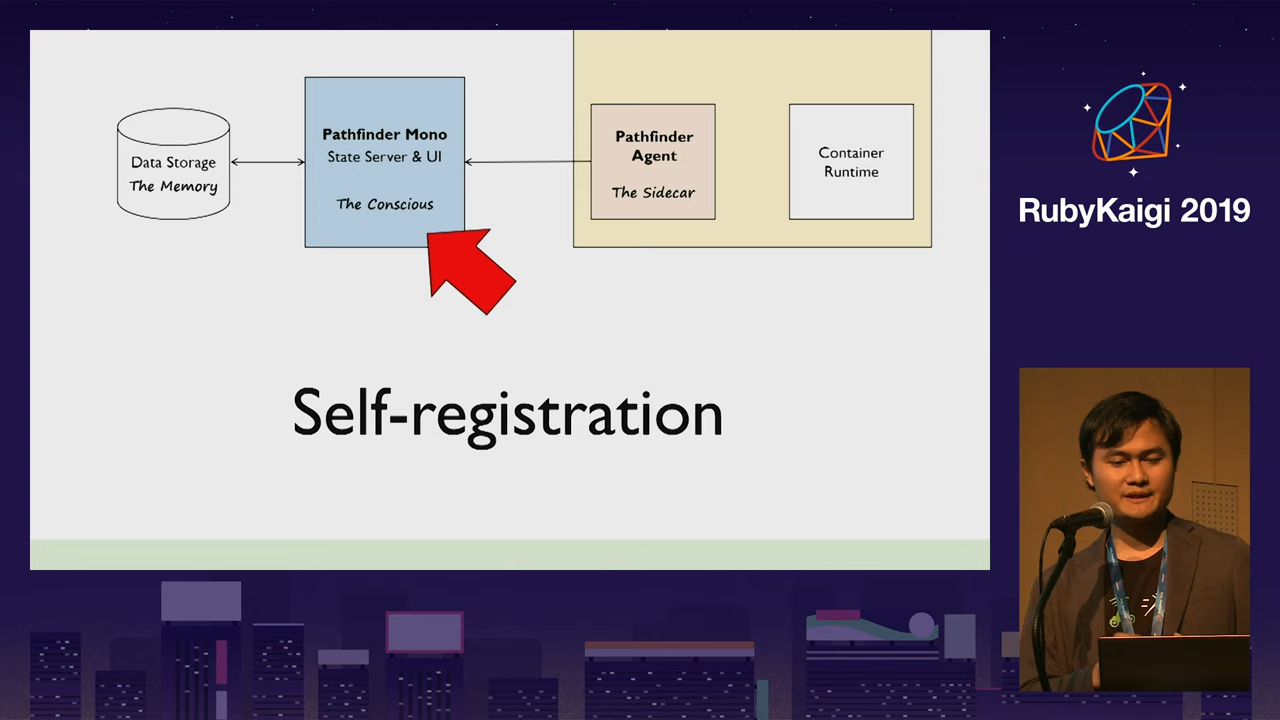 Data Storage
The Memory
Pathfinder Mono
State Server & UI
The Conscious
Pathfinder
Agent
The Sidecar
Container
Runtime
Self-registration
RubyKaigi 2019